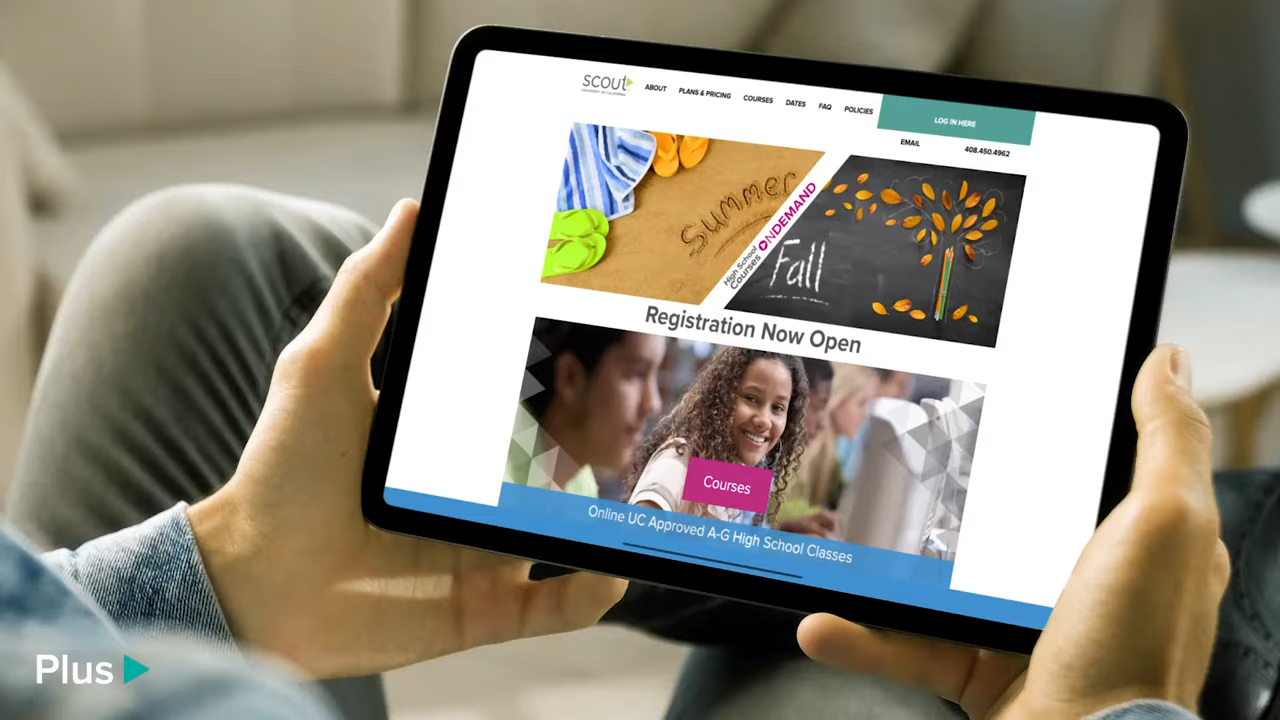 SCOUT
UNIVERSITY OF CALIFORNIA
ABOUT PLANS & PRICING COURSES DATES FAQ POLICIES LOG IN HERE
EMAIL 408.450.4962
Summer
High School
Courses ONDEMAND
Fall
Registration Now Open
Courses
Online UC Approved A-G High School Classes
Plus